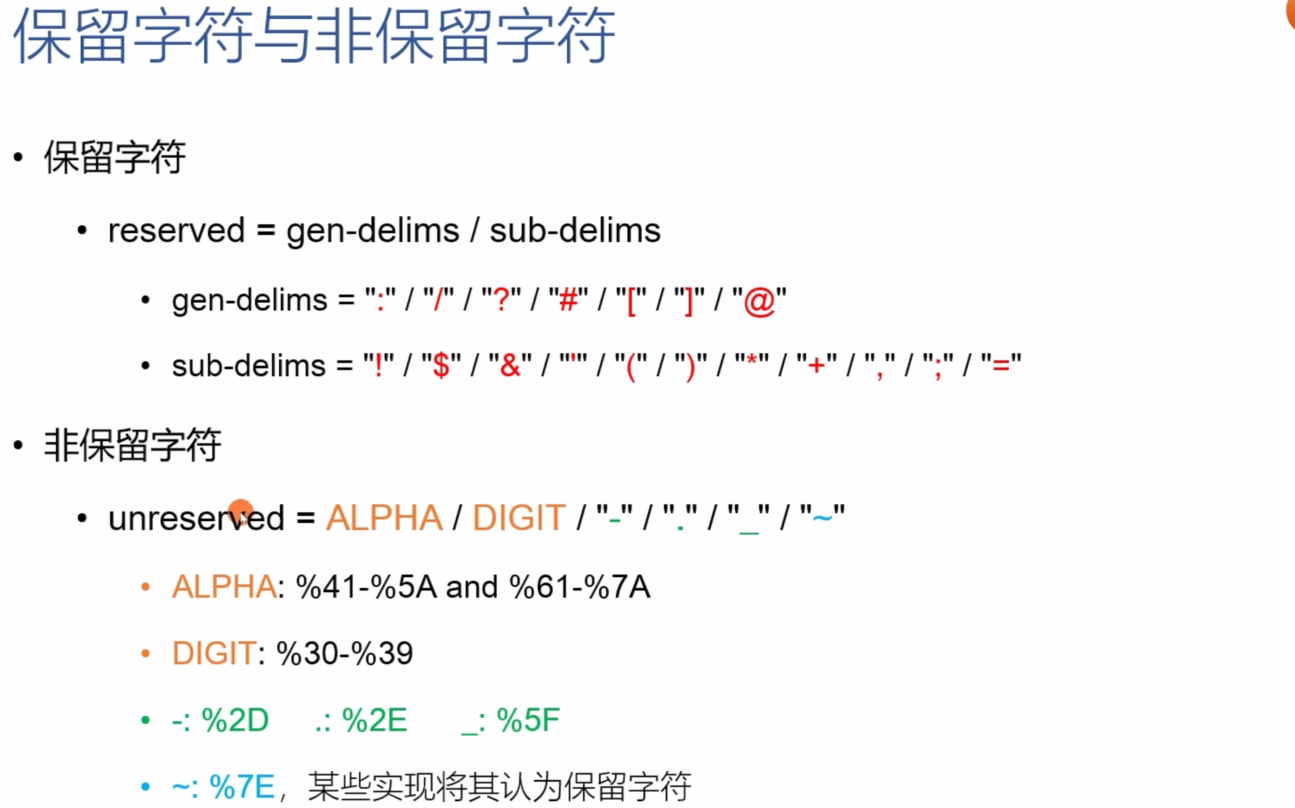 保留字符与非保留字符
• 保留字符
• reserved = gen-delims / sub-delims
• gen-delims = ":" / "/" / "?" / "#" / "[" / "]" / "@"
• sub-delims = "!" / "$" / "&" / "'" / "(" / ")" / "*" / "+" / "," / ";" / "="
• 非保留字符
• unreserved = ALPHA / DIGIT / "-" / "." / "_" / "~"
• ALPHA: %41-%5A and %61-%7A
• DIGIT: %30-%39
• -: %2D .: %2E _: %5F
• ~: %7E，某些实现将其认为保留字符